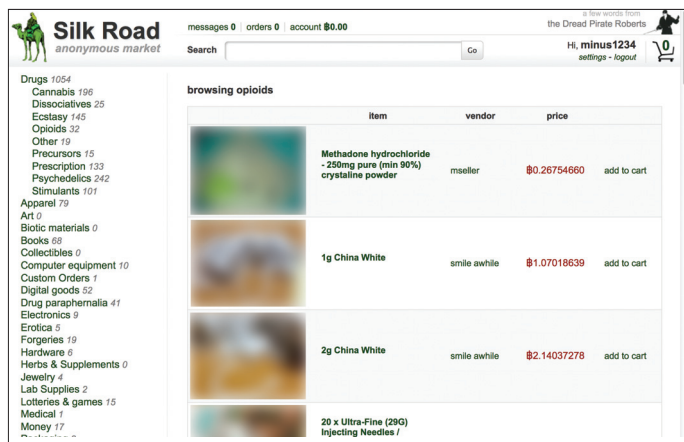 Silk Road
anonymous market
messages 0 | orders 0 | account ฿0.00
a few words from
the Dread Pirate Roberts
Search
Go
Hi, minus1234
settings - logout
0
Drugs 1054
Cannabis 196
Dissociatives 25
Ecstasy 145
Opioids 32
Other 19
Precursors 15
Prescription 133
Psychedelics 242
Stimulants 101
Apparel 79
Art 0
Biotic materials 0
Books 68
Collectibles 0
Computer equipment 10
Custom Orders 1
Digital goods 52
Drug paraphernalia 41
Electronics 9
Erotica 5
Forgeries 19
Hardware 6
Herbs & Supplements 0
Jewelry 4
Lab Supplies 2
Lotteries & games 15
Medical 1
Money 17
browsing opioids
item vendor price
Methadone hydrochloride
- 250mg pure (min 90%)
crystaline powder
mseller ฿0.26754660 add to cart
1g China White smile awhile ฿1.07018639 add to cart
2g China White smile awhile ฿2.14037278 add to cart
20 x Ultra-Fine (29G)
Injecting Needles /